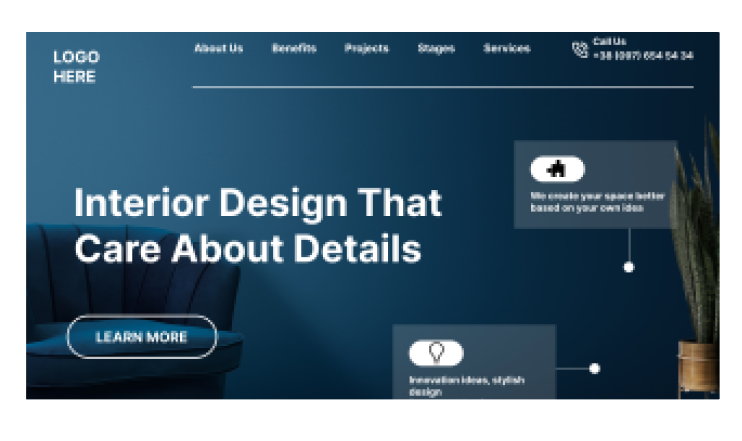 LOGO
HERE
About Us
Benefits
Projects
Stages
Services
Call Us
+38 (097) 654 54 34
Interior Design That
Care About Details
We create your space better
based on your own idea
LEARN MORE
Innovation ideas, stylish
design